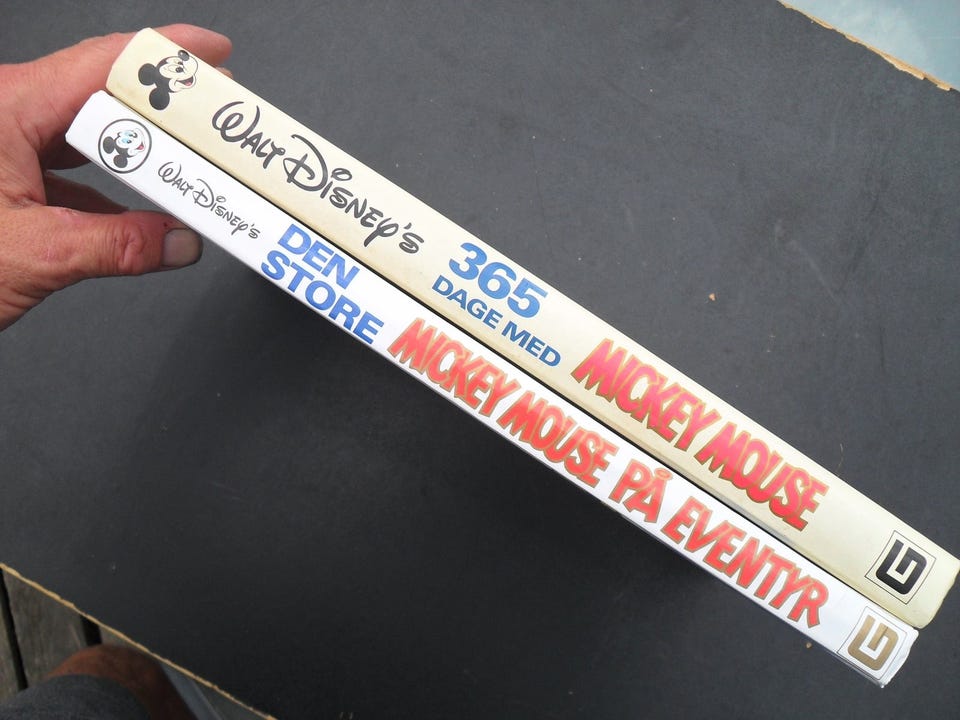 WALT DISNEY'S
365
DAGE MED
MICKEY MOUSE
G
WALT DISNEY'S
DEN
STORE
MICKEY MOUSE PÅ EVENTYR
G